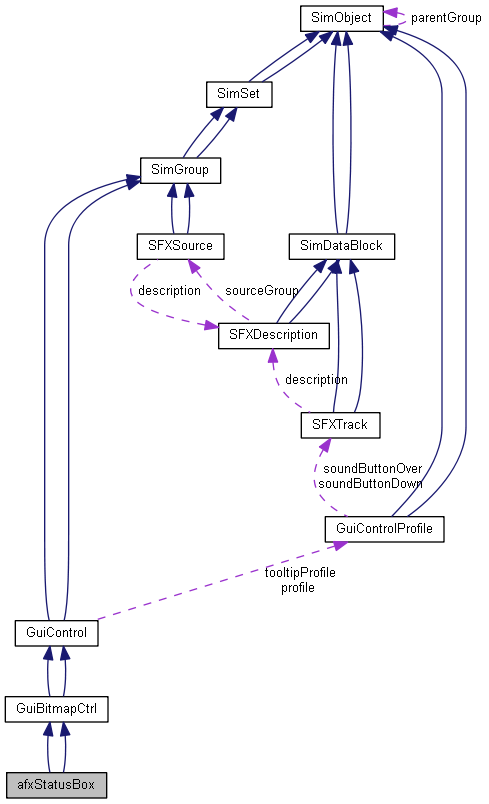 SimObject
parentGroup
SimSet
SimGroup
SFXSource
SimDataBlock
description
sourceGroup
SFXDescription
description
SFXTrack
soundButtonOver
soundButtonDown
GuiControlProfile
tooltipProfile
profile
GuiControl
GuiBitmapCtrl
afxStatusBox